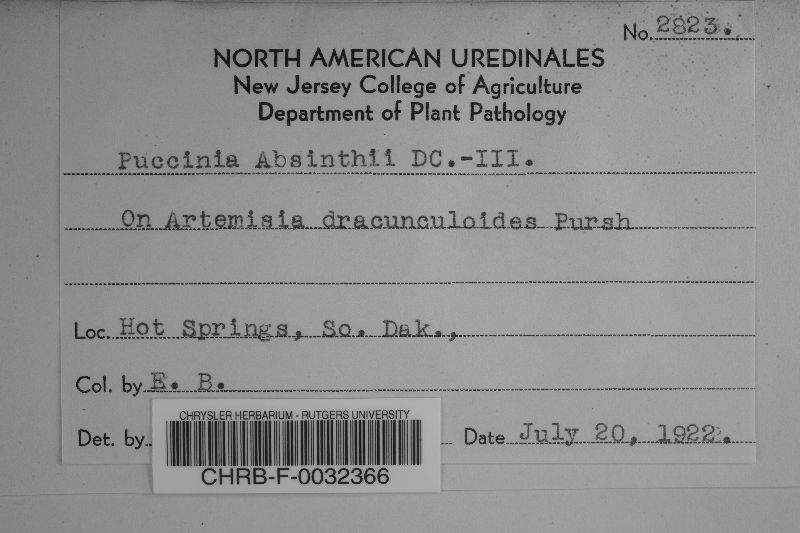 No. 2823.
NORTH AMERICAN UREDINALES
New Jersey College of Agriculture
Department of Plant Pathology
Puccinia Absinthii DC.-III.
On Artemisia dracunculoides Pursh
Loc. Hot Springs, So. Dak.,
Col. by E. B.
Det. by
Date July 20, 1922.
CHRYSLER HERBARIUM - RUTGERS UNIVERSITY
CHRB-F-0032366